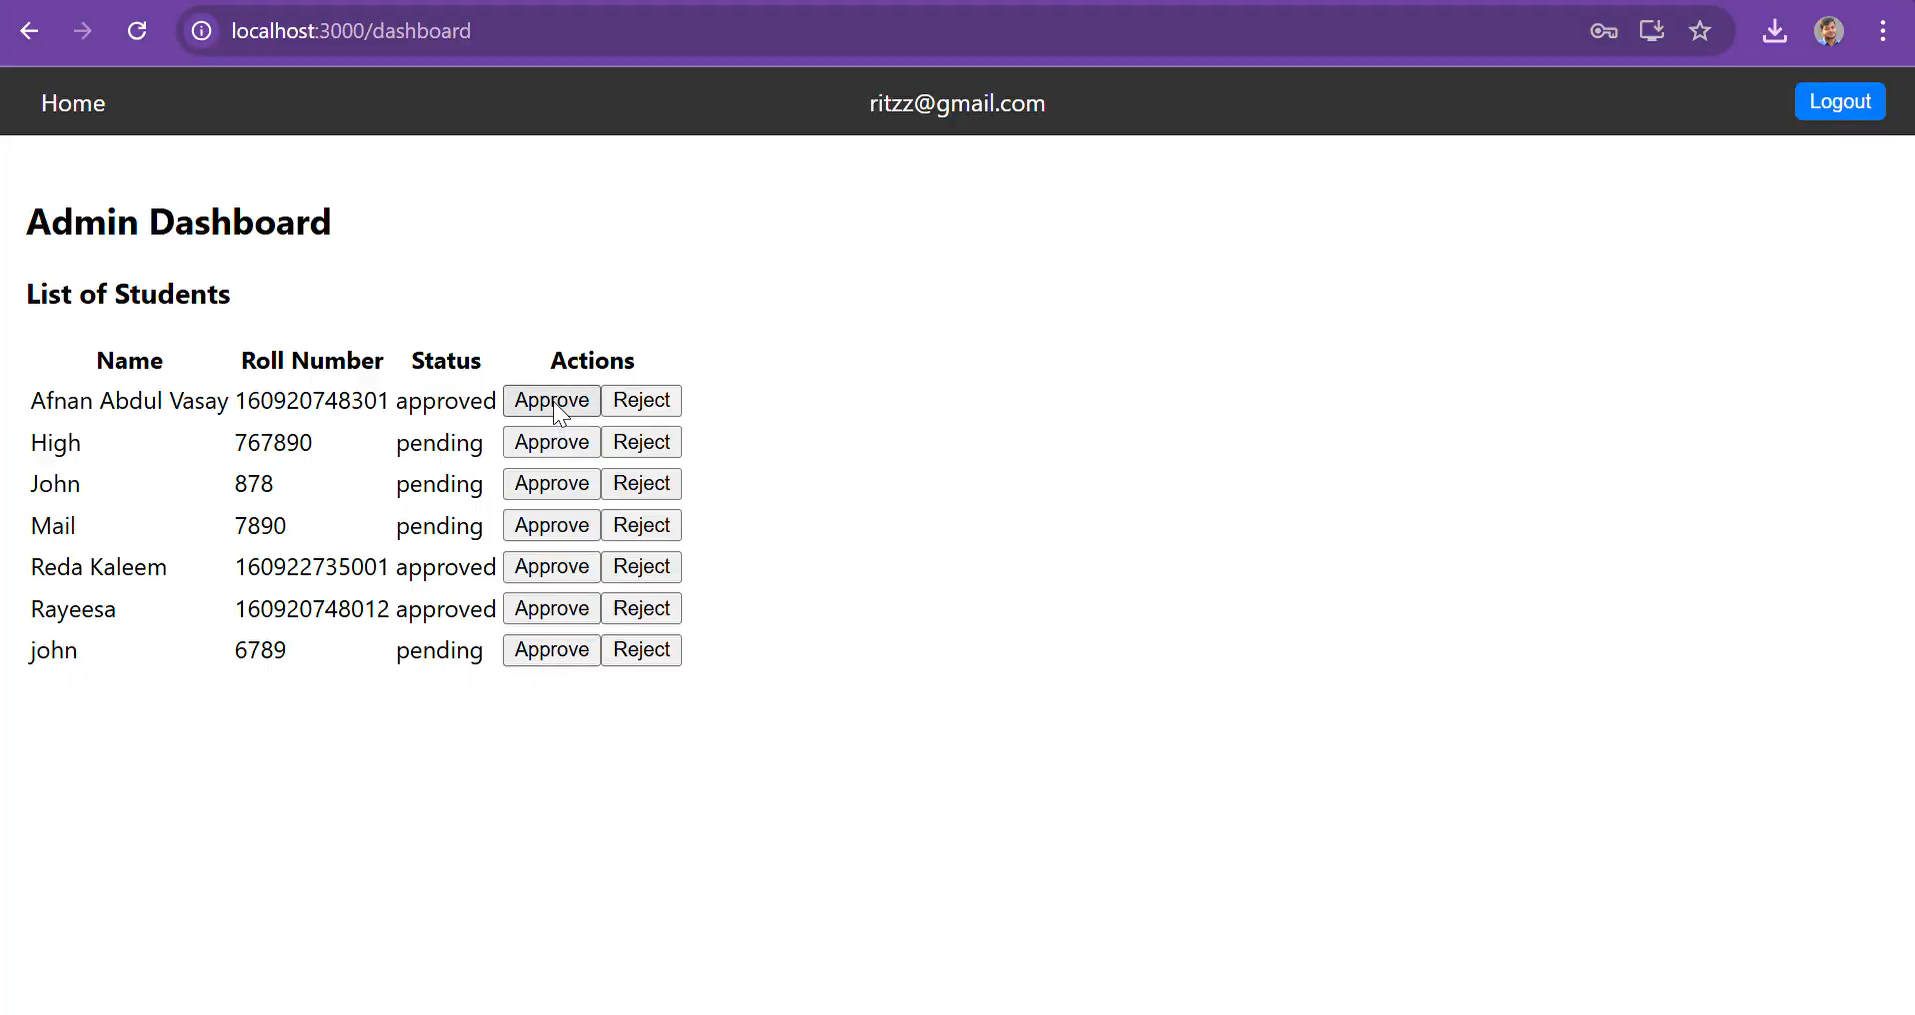 localhost:3000/dashboard
Home ritzz@gmail.com Logout
Admin Dashboard
List of Students
Name Roll Number Status Actions
Afnan Abdul Vasay 160920748301 approved Approve Reject
High 767890 pending Approve Reject
John 878 pending Approve Reject
Mail 7890 pending Approve Reject
Reda Kaleem 160922735001 approved Approve Reject
Rayeesa 160920748012 approved Approve Reject
john 6789 pending Approve Reject